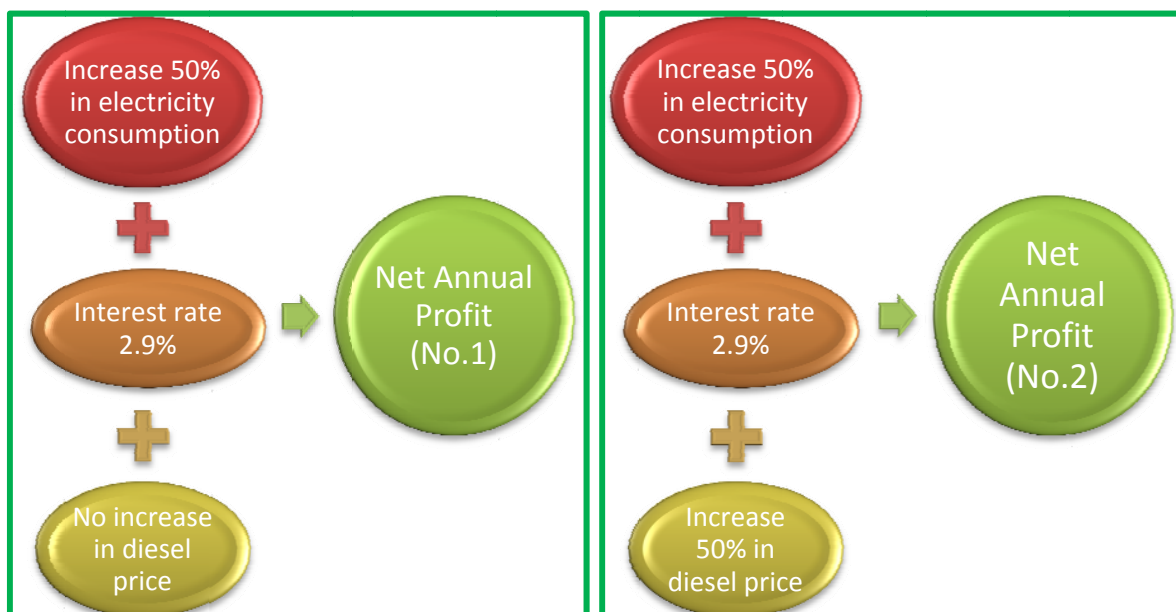 Increase 50%
in electricity
consumption
Interest rate
2.9%
No increase
in diesel
price
Net Annual
Profit
(No.1)
Increase 50%
in electricity
consumption
Interest rate
2.9%
Increase
50% in
diesel price
Net
Annual
Profit
(No.2)